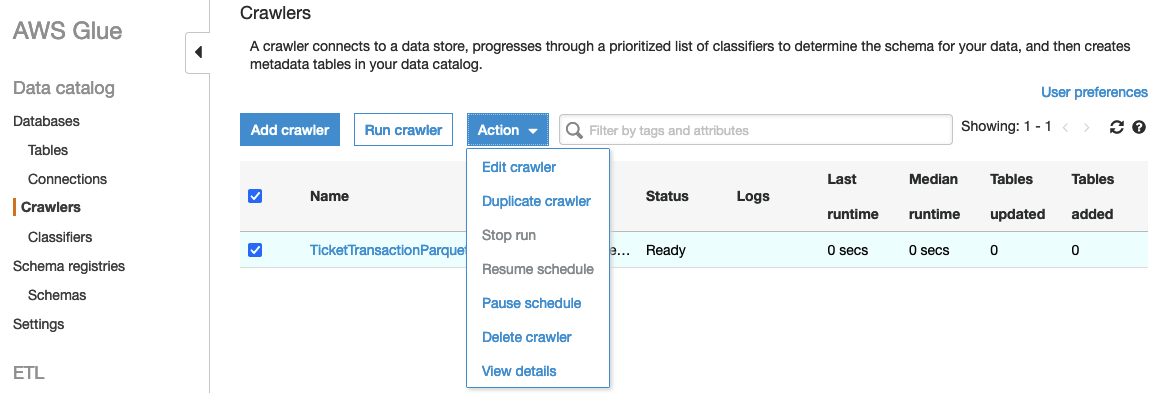 AWS Glue
Data catalog
Databases
Tables
Connections
Crawlers
Classifiers
Schema registries
Schemas
Settings
ETL
Crawlers
A crawler connects to a data store, progresses through a prioritized list of classifiers to determine the schema for your data, and then creates
metadata tables in your data catalog.
User preferences
Add crawler Run crawler Action Filter by tags and attributes Showing: 1 - 1
Edit crawler
Duplicate crawler
Stop run
Resume schedule
Pause schedule
Delete crawler
View details
Name Status Logs Last runtime Median runtime Tables updated Tables added
TicketTransactionParquet e... Ready 0 secs 0 secs 0 0